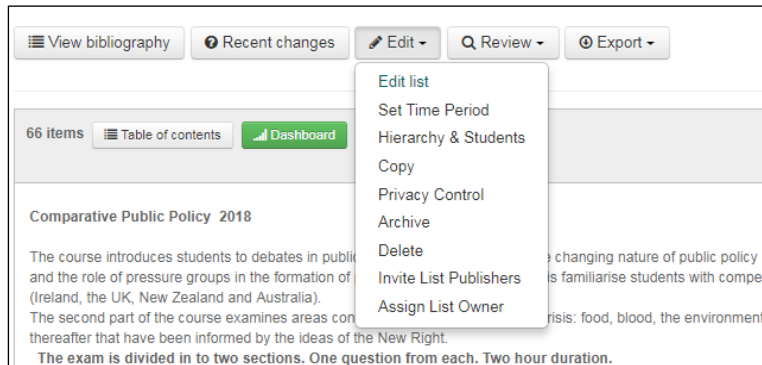 View bibliography Recent changes Edit Review Export
Edit list
Set Time Period
Hierarchy & Students
Copy
Privacy Control
Archive
Delete
Invite List Publishers
Assign List Owner
66 items Table of contents Dashboard
Comparative Public Policy 2018
The course introduces students to debates in public changing nature of public policy
and the role of pressure groups in the formation of is familiarise students with compe
(Ireland, the UK, New Zealand and Australia).
The second part of the course examines areas con risis: food, blood, the environment
thereafter that have been informed by the ideas of the New Right.
The exam is divided in to two sections. One question from each. Two hour duration.